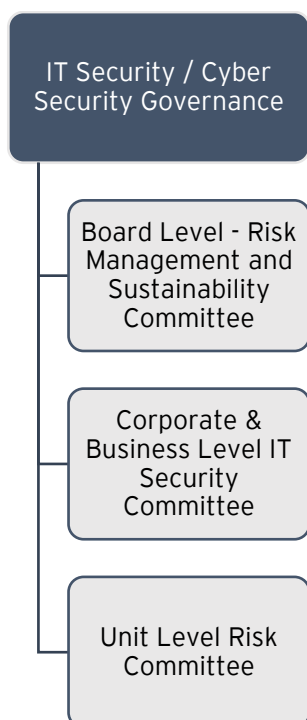 IT Security / Cyber
Security Governance
Board Level - Risk
Management and
Sustainability
Committee
Corporate &
Business Level IT
Security
Committee
Unit Level Risk
Committee